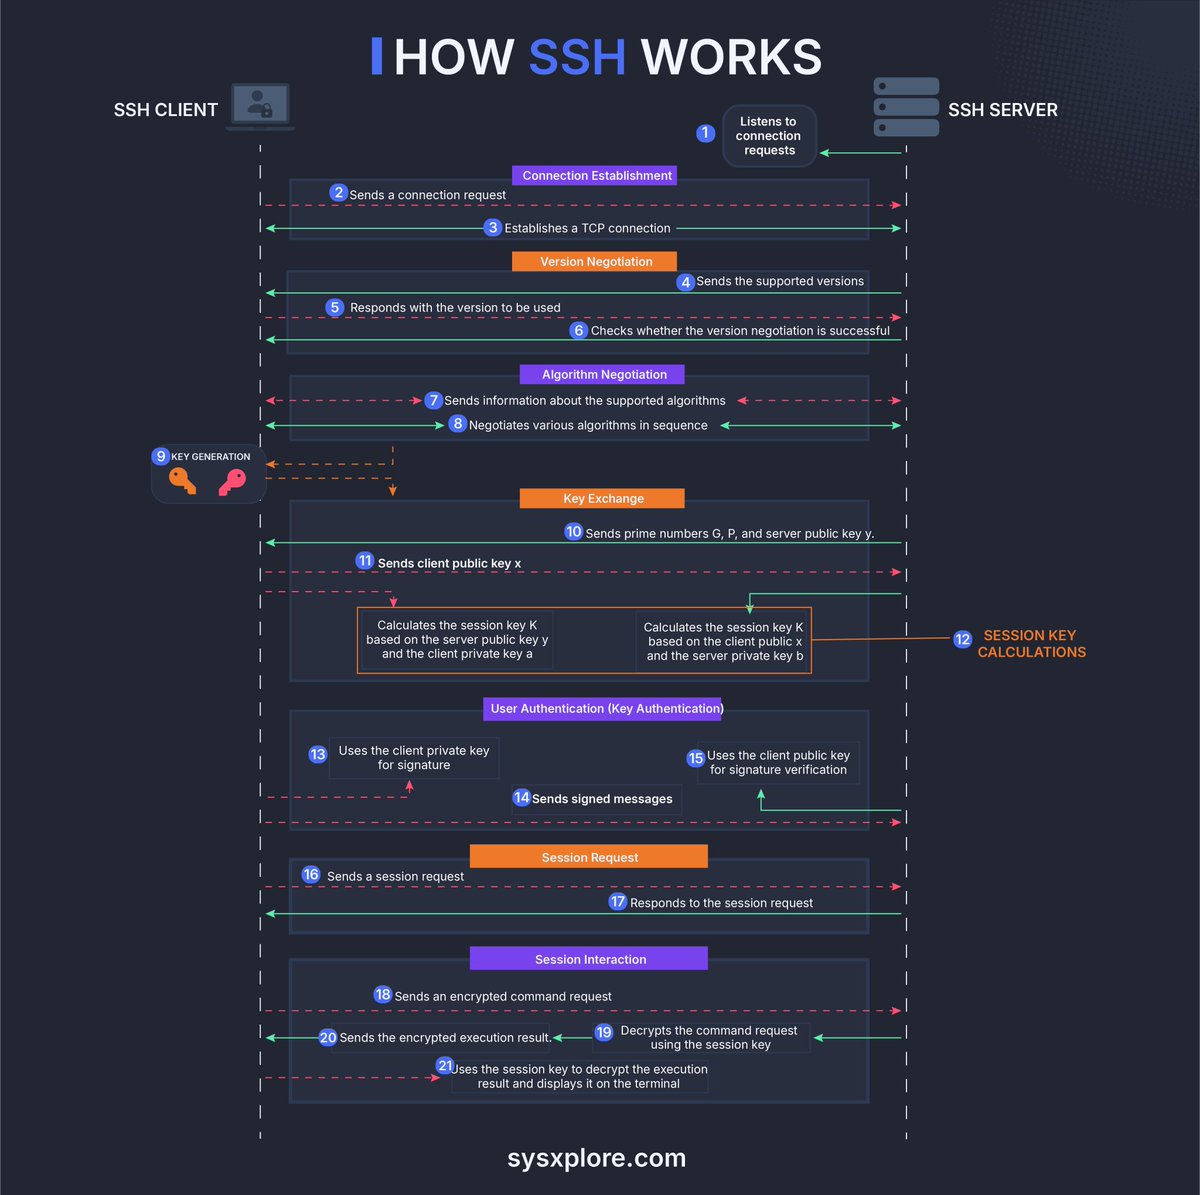 HOW SSH WORKS
SSH CLIENT
SSH SERVER
1
Listens to
connection
requests
Connection Establishment
2 Sends a connection request
3 Establishes a TCP connection
Version Negotiation
4 Sends the supported versions
5 Responds with the version to be used
6 Checks whether the version negotiation is successful
Algorithm Negotiation
7 Sends information about the supported algorithms
8 Negotiates various algorithms in sequence
9 KEY GENERATION
Key Exchange
10 Sends prime numbers G, P, and server public key y.
11 Sends client public key x
Calculates the session key K
based on the server public key y
and the client private key a
Calculates the session key K
based on the client public x
and the server private key b
12 SESSION KEY
CALCULATIONS
User Authentication (Key Authentication)
13 Uses the client private key
for signature
14 Sends signed messages
15 Uses the client public key
for signature verification
Session Request
16 Sends a session request
17 Responds to the session request
Session Interaction
18 Sends an encrypted command request
19 Decrypts the command request
using the session key
20 Sends the encrypted execution result.
21 Uses the session key to decrypt the execution
result and displays it on the terminal
sysxplore.com